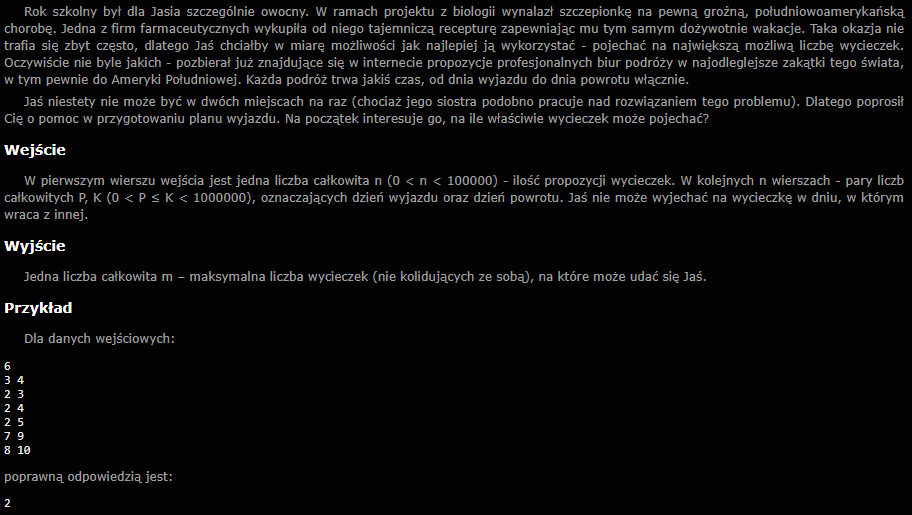 Rok szkolny był dla Jasia szczególnie owocny. W ramach projektu z biologii wynalazł szczepionkę na pewną groźną, południowoamerykańską
chorobę. Jedna z firm farmaceutycznych wykupiła od niego tajemniczą recepturę zapewniając mu tym samym dożywotnie wakacje. Taka okazja nie
trafia się zbyt często, dlatego Jaś chciałby w miarę możliwości jak najlepiej ją wykorzystać - pojechać na największą możliwą liczbę wycieczek.
Oczywiście nie byle jakich - pozbierał już znajdujące się w internecie propozycje profesjonalnych biur podróży w najodleglejsze zakątki tego świata,
w tym pewnie do Ameryki Południowej. Każda podróż trwa jakiś czas, od dnia wyjazdu do dnia powrotu włącznie.
Jaś niestety nie może być w dwóch miejscach na raz (chociaż jego siostra podobno pracuje nad rozwiązaniem tego problemu). Dlatego poprosił
Cię o pomoc w przygotowaniu planu wyjazdu. Na początek interesuje go, na ile właściwie wycieczek może pojechać?
Wejście
W pierwszym wierszu wejścia jest jedna liczba całkowita n (0 < n < 100000) - ilość propozycji wycieczek. W kolejnych n wierszach - pary liczb
całkowitych P, K (0 < P ≤ K < 1000000), oznaczających dzień wyjazdu oraz dzień powrotu. Jaś nie może wyjechać na wycieczkę w dniu, w którym
wraca z innej.
Wyjście
Jedna liczba całkowita m – maksymalna liczba wycieczek (nie kolidujących ze sobą), na które może udać się Jaś.
Przykład
Dla danych wejściowych:
6
3 4
2 3
2 4
2 5
7 9
8 10
poprawną odpowiedzią jest:
2